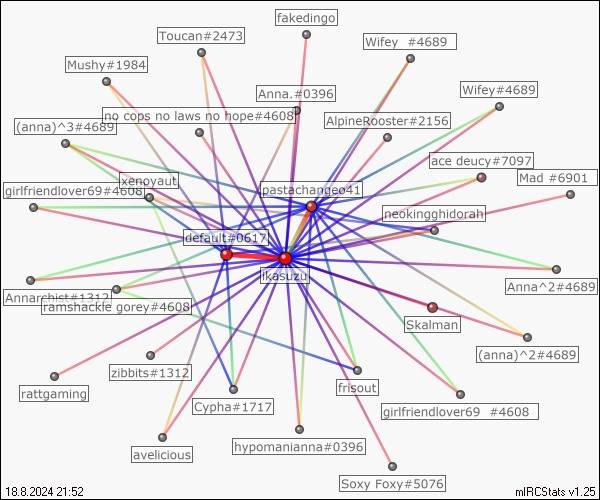 fakedingo
Toucan#2473
Wifey  #4689
Mushy#1984
Anna.#0396
Wifey#4689
no cops no laws no hope#4608
AlpineRooster#2156
(anna)^3#4689
ace deucy#7097
xenoyaut
Mad #6901
girlfriendlover69#4608
pastachangeo41
neokingghidorah
default#0617
ikasuzu
Anna^2#4689
Annarchist#1312
ramshackle gorey#4608
Skalman
(anna)^2#4689
zibbits#1312
rattgaming
frisout
Cypha#1717
girlfriendlover69  #4608
hypomanianna#0396
avelicious
Soxy Foxy#5076
18.8.2024 21:52
mIRCStats v1.25